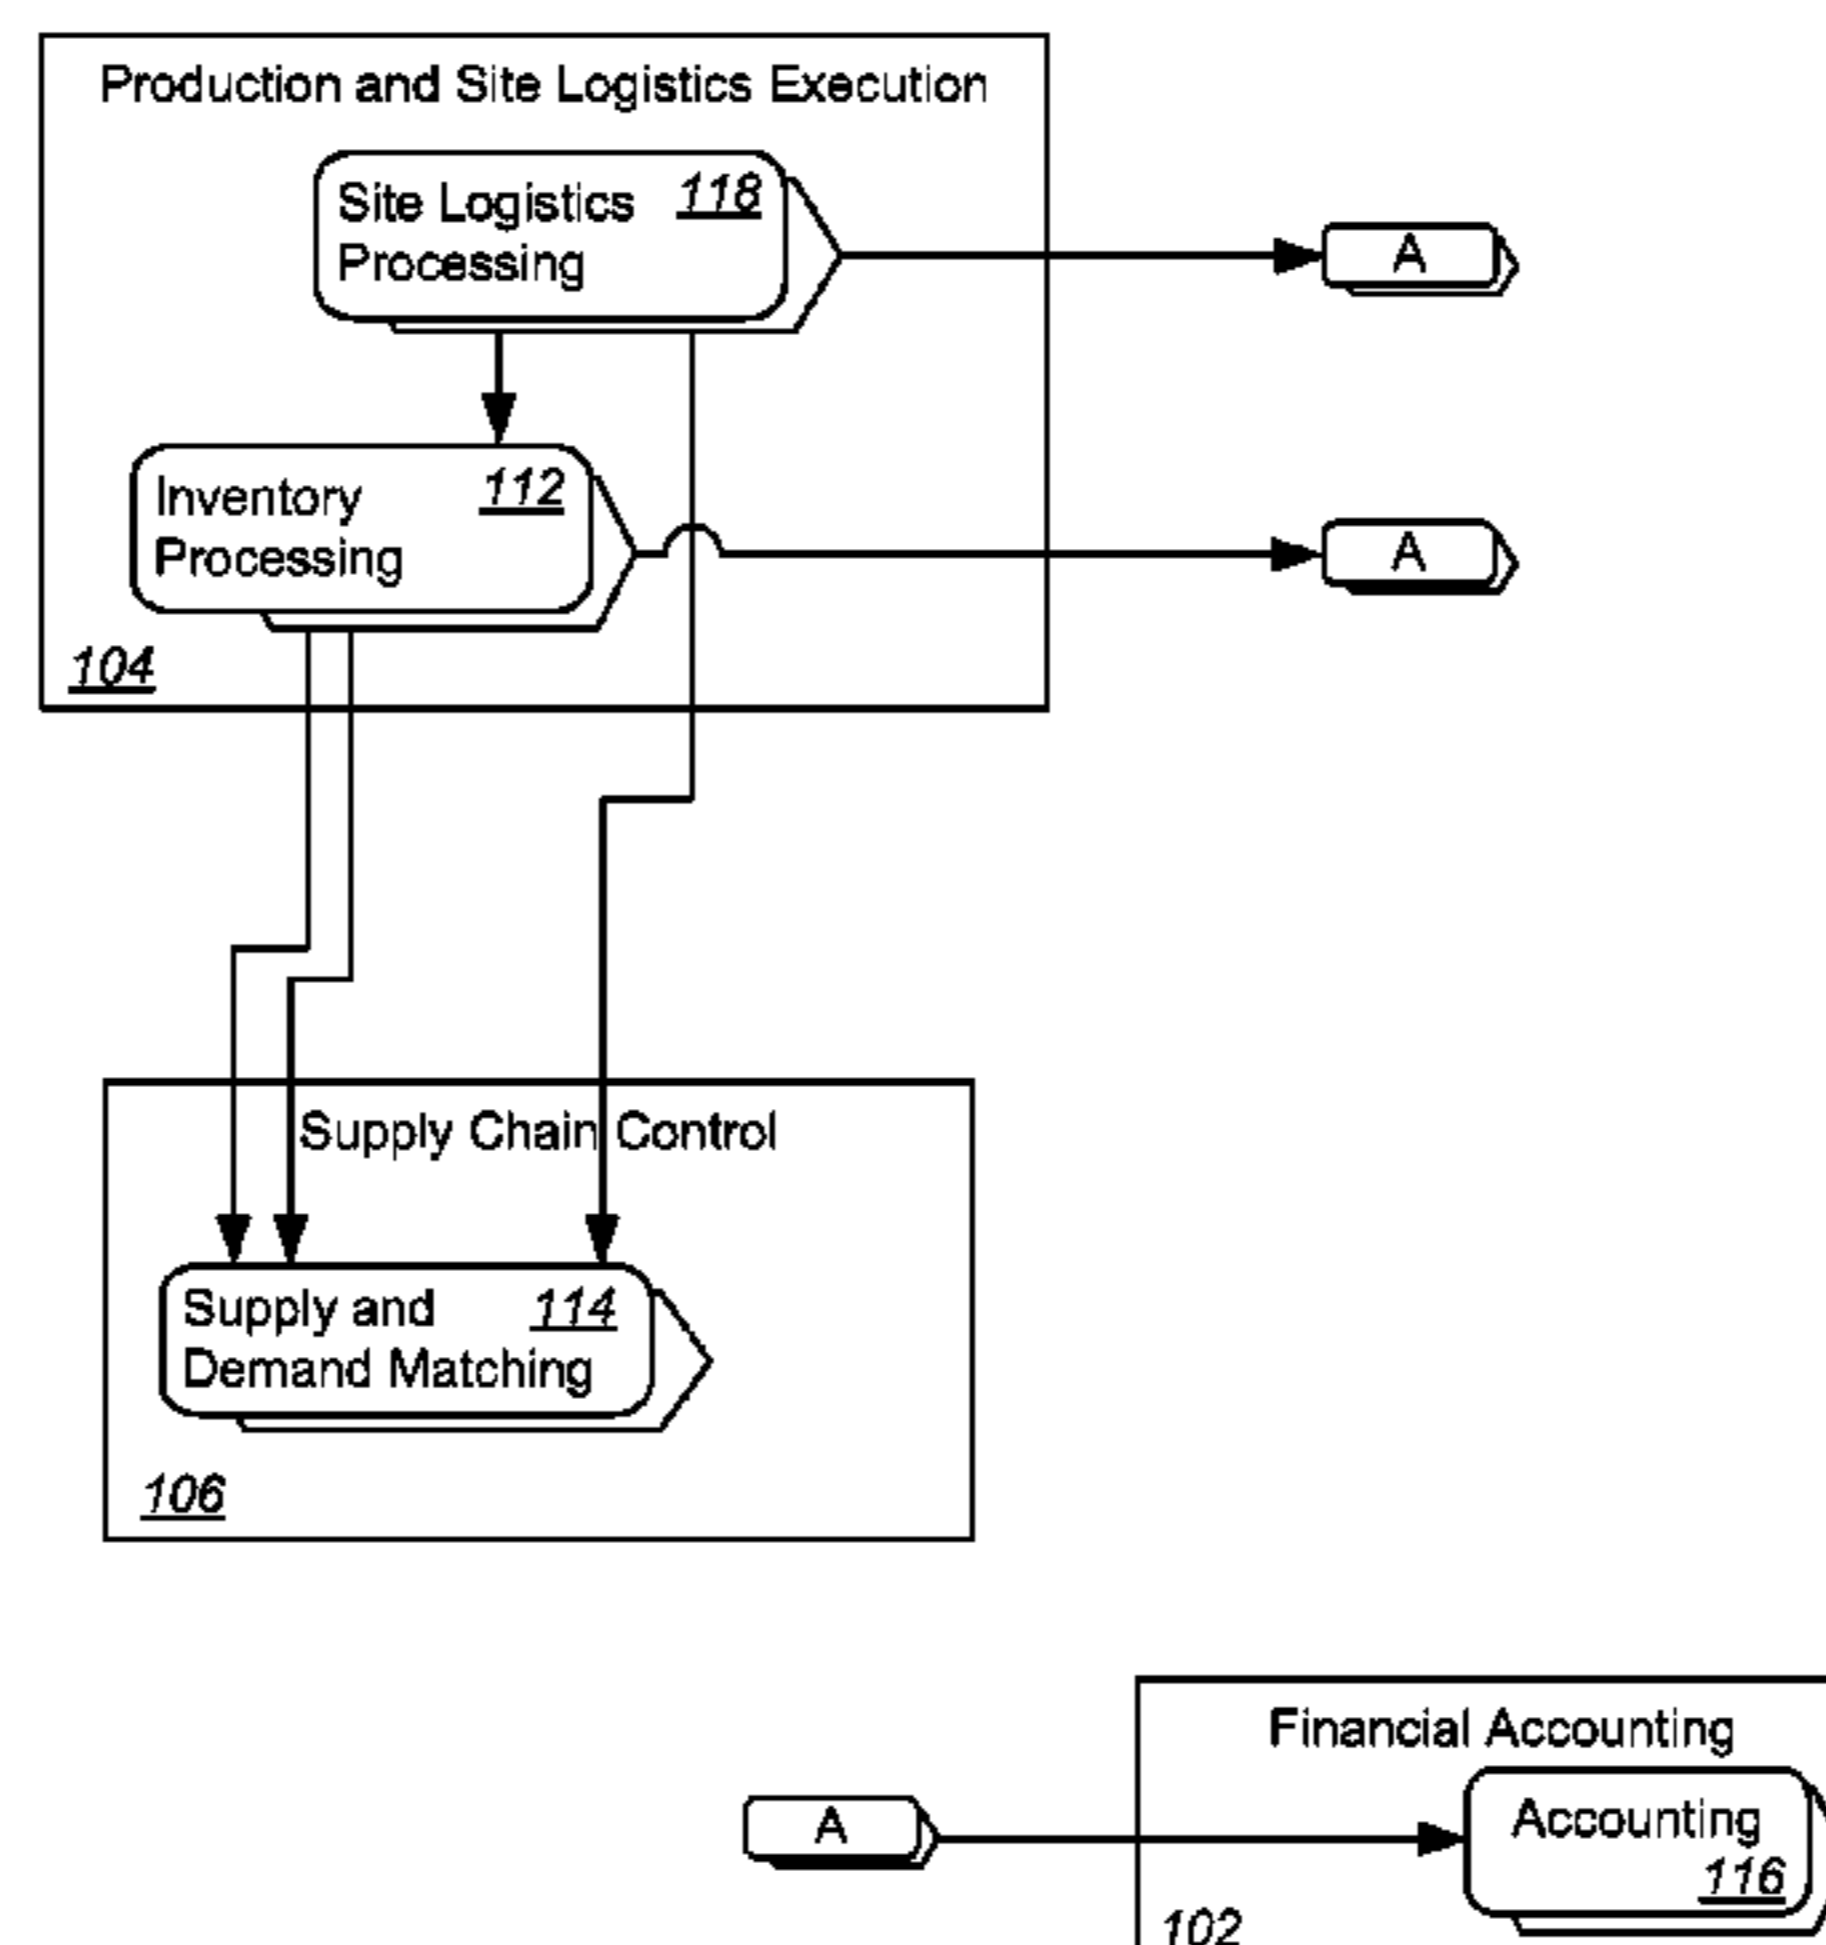 Production and Site Logistics Execution
Site Logistics 118
Processing
A
Inventory 112
Processing
A
104
Supply Chain Control
Supply and 114
Demand Matching
106
Financial Accounting
A
Accounting
116
102